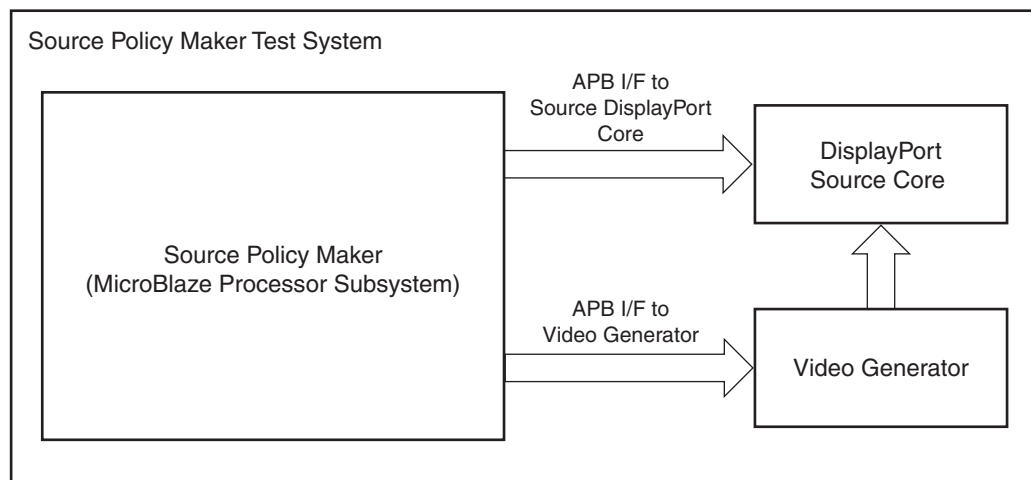 Source Policy Maker Test System
APB I/F to
Source DisplayPort
Core
DisplayPort
Source Core
Source Policy Maker
(MicroBlaze Processor Subsystem)
APB I/F to
Video Generator
Video Generator